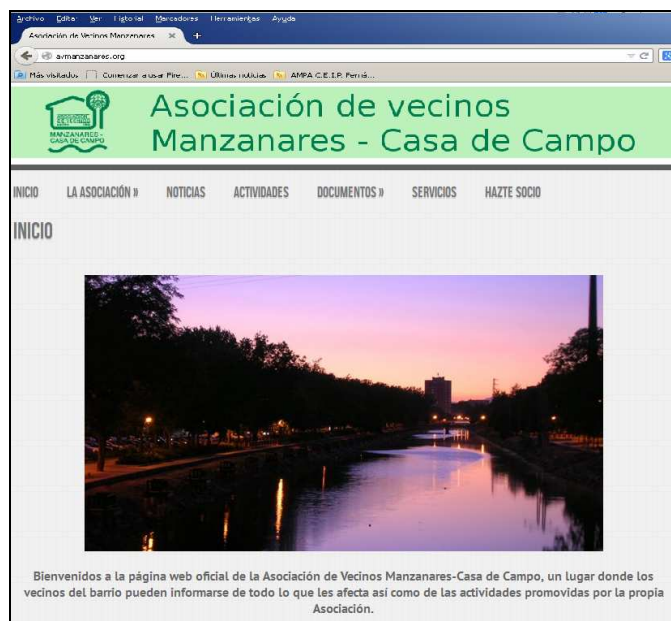 Archivo Editar Ver Historial Marcadores Herramientas Ayuda
Asociación de Vecinos Manzanares × +
avmanzanares.org
Más visitados Comenzar a usar Fire... Últimas noticias AMPA C.E.I.P. Perná...
MANZANARES -
CASA DE CAMPO
Asociación de vecinos
Manzanares - Casa de Campo
INICIO LA ASOCIACIÓN » NOTICIAS ACTIVIDADES DOCUMENTOS » SERVICIOS HAZTE SOCIO
INICIO
Bienvenidos a la página web oficial de la Asociación de Vecinos Manzanares-Casa de Campo, un lugar donde los
vecinos del barrio pueden informarse de todo lo que les afecta así como de las actividades promovidas por la propia
Asociación.